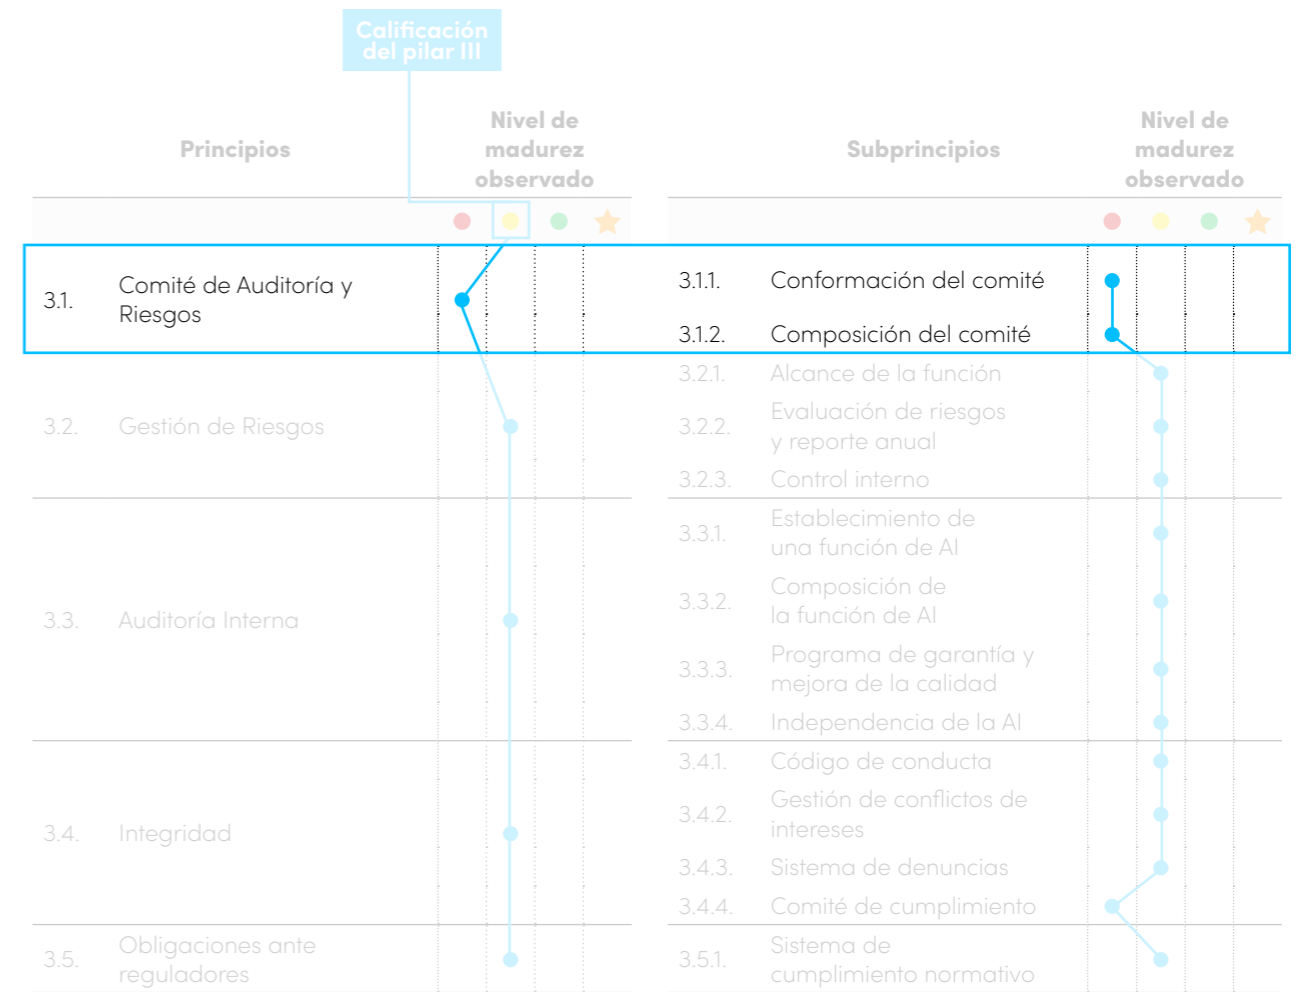 Calificación
del pilar III
Principios
Nivel de
madurez
observado
Subprincipios
Nivel de
madurez
observado
3.1.
Comité de Auditoría y
Riesgos
3.1.1. Conformación del comité
3.1.2. Composición del comité
3.2. Gestión de Riesgos
3.2.1. Alcance de la función
3.2.2.
Evaluación de riesgos
y reporte anual
3.2.3. Control interno
3.3. Auditoría Interna
3.3.1.
Establecimiento de
una función de AI
3.3.2.
Composición de
la función de AI
3.3.3.
Programa de garantía y
mejora de la calidad
3.3.4. Independencia de la AI
3.4. Integridad
3.4.1. Código de conducta
3.4.2.
Gestión de conflictos de
intereses
3.4.3. Sistema de denuncias
3.4.4. Comité de cumplimiento
3.5.
Obligaciones ante
reguladores
3.5.1.
Sistema de
cumplimiento normativo